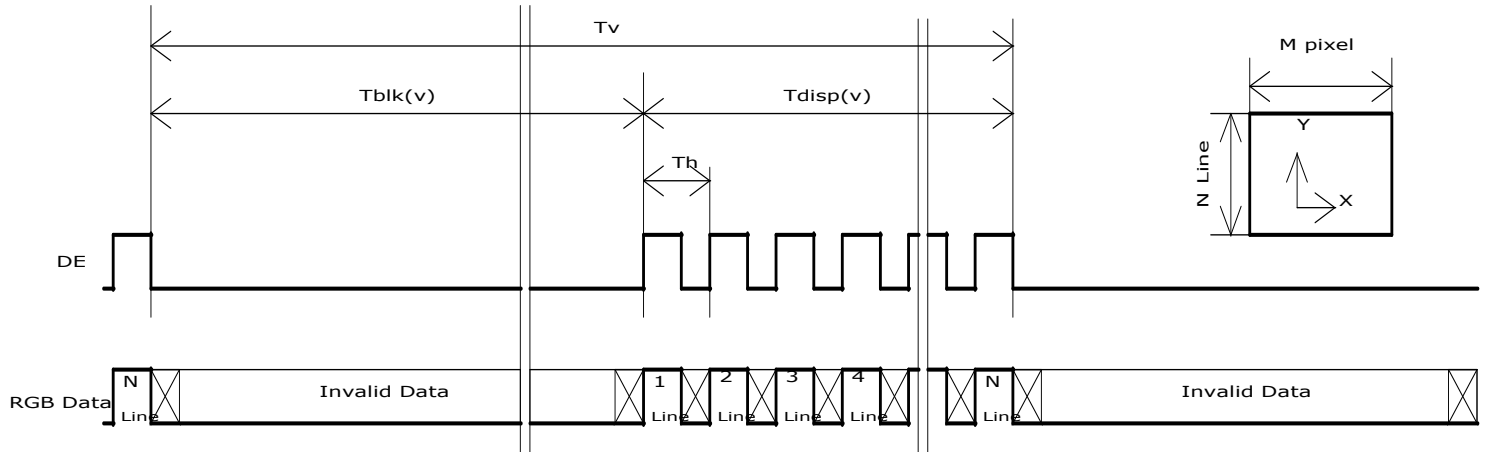 Tv
M pixel
Tblk(v)
Tdisp(v)
Y
N Line
Th
X
DE
RGB Data
N
Line
Invalid Data
1
Line
2
Line
3
Line
4
Line
N
Line
Invalid Data